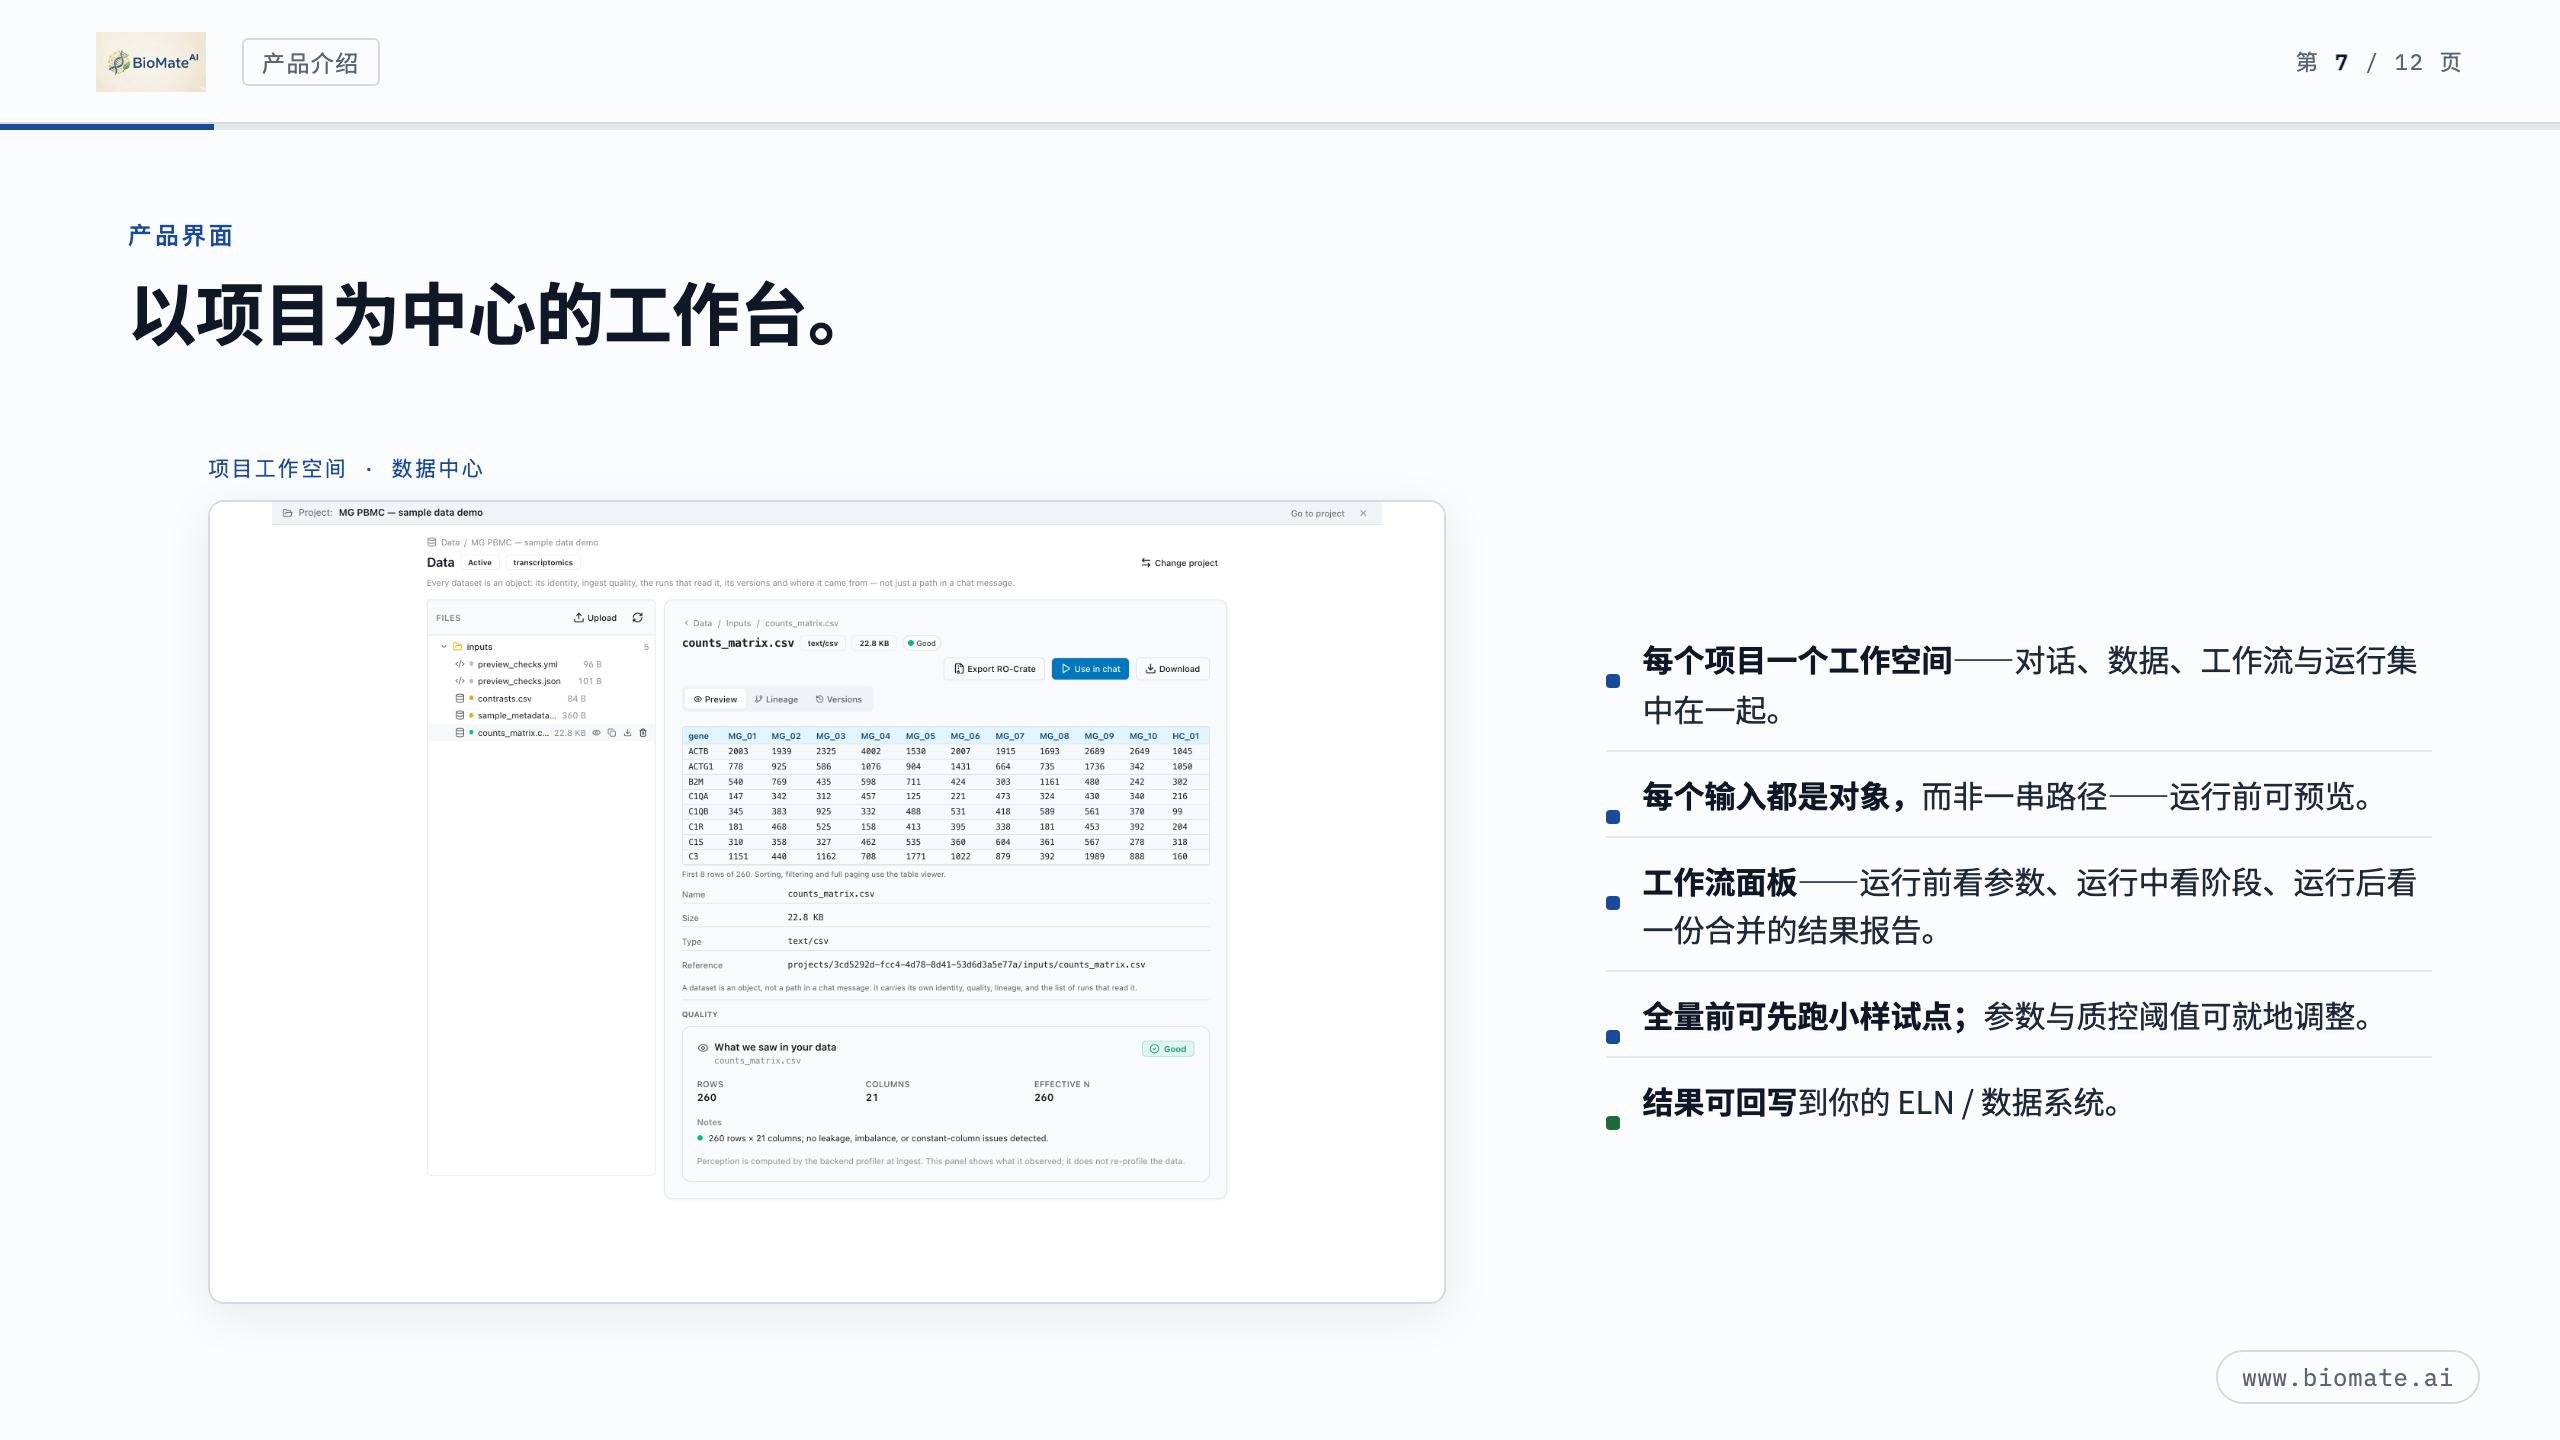 BioMateAI
产品介绍
第 7 / 12 页
产品界面
以项目为中心的工作台。
项目工作空间 · 数据中心
Project: MG PBMC — sample data demo
Go to project ×
Data / MG PBMC — sample data demo
Data Active transcriptomics
Change project
Every dataset is an object: its identity, ingest quality, the runs that read it, its versions and where it came from — not just a path in a chat message.
FILES Upload
inputs 5
preview_checks.yml 96 B
preview_checks.json 101 B
contrasts.csv 84 B
sample_metadata... 360 B
counts_matrix.c... 22.8 KB
Data / Inputs / counts_matrix.csv
counts_matrix.csv text/csv 22.8 KB Good
Export RO-Crate Use in chat Download
Preview Lineage Versions
gene MG_01 MG_02 MG_03 MG_04 MG_05 MG_06 MG_07 MG_08 MG_09 MG_10 HC_01
ACTB 2003 1939 2325 4002 1530 2007 1915 1693 2689 2649 1045
ACTG1 778 925 586 1076 904 1431 664 735 1736 342 1050
B2M 540 769 435 598 711 424 303 1161 480 242 302
C1QA 147 342 312 457 125 221 473 324 430 340 216
C1QB 345 383 925 332 488 531 418 589 561 370 99
C1R 181 468 525 158 413 395 338 181 453 392 204
C1S 310 358 327 462 535 360 604 361 567 278 318
C3 1151 440 1162 708 1771 1022 879 392 1989 888 160
First 8 rows of 260. Sorting, filtering and full paging use the table viewer.
Name counts_matrix.csv
Size 22.8 KB
Type text/csv
Reference projects/3cd5292d-fcc4-4d78-8d41-53d6d3a5e77a/inputs/counts_matrix.csv
A dataset is an object, not a path in a chat message: it carries its own identity, quality, lineage, and the list of runs that read it.
QUALITY
What we saw in your data
Good
counts_matrix.csv
ROWS COLUMNS EFFECTIVE N
260 21 260
Notes
260 rows × 21 columns; no leakage, imbalance, or constant-column issues detected.
Perception is computed by the backend profiler at ingest. This panel shows what it observed; it does not re-profile the data.
每个项目一个工作空间——对话、数据、工作流与运行集
中在一起。
每个输入都是对象，而非一串路径——运行前可预览。
工作流面板——运行前看参数、运行中看阶段、运行后看
一份合并的结果报告。
全量前可先跑小样试点；参数与质控阈值可就地调整。
结果可回写到你的 ELN / 数据系统。
www.biomate.ai